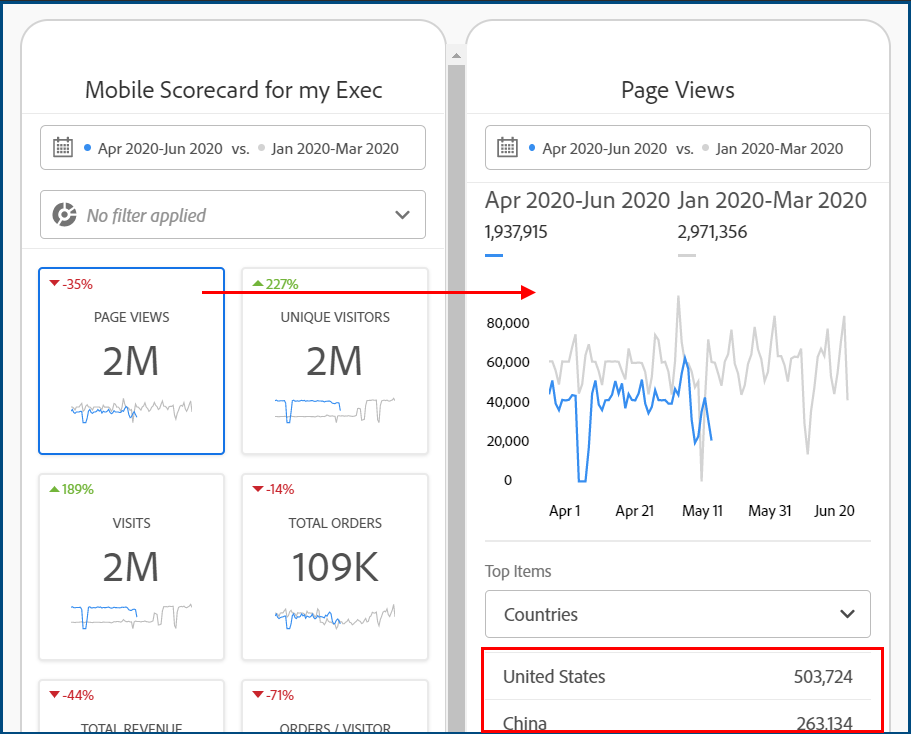 Mobile Scorecard for my Exec
Apr 2020-Jun 2020 vs. Jan 2020-Mar 2020
No filter applied
-35%
PAGE VIEWS
2M
227%
UNIQUE VISITORS
2M
189%
VISITS
2M
-14%
TOTAL ORDERS
109K
-44%
TOTAL REVENUE
-71%
ORDERS / VISITOR
Page Views
Apr 2020-Jun 2020 vs. Jan 2020-Mar 2020
Apr 2020-Jun 2020 Jan 2020-Mar 2020
1,937,915 2,971,356
80,000
60,000
40,000
20,000
0
Apr 1 Apr 21 May 11 May 31 Jun 20
Top Items
Countries
United States 503,724
China 263,134